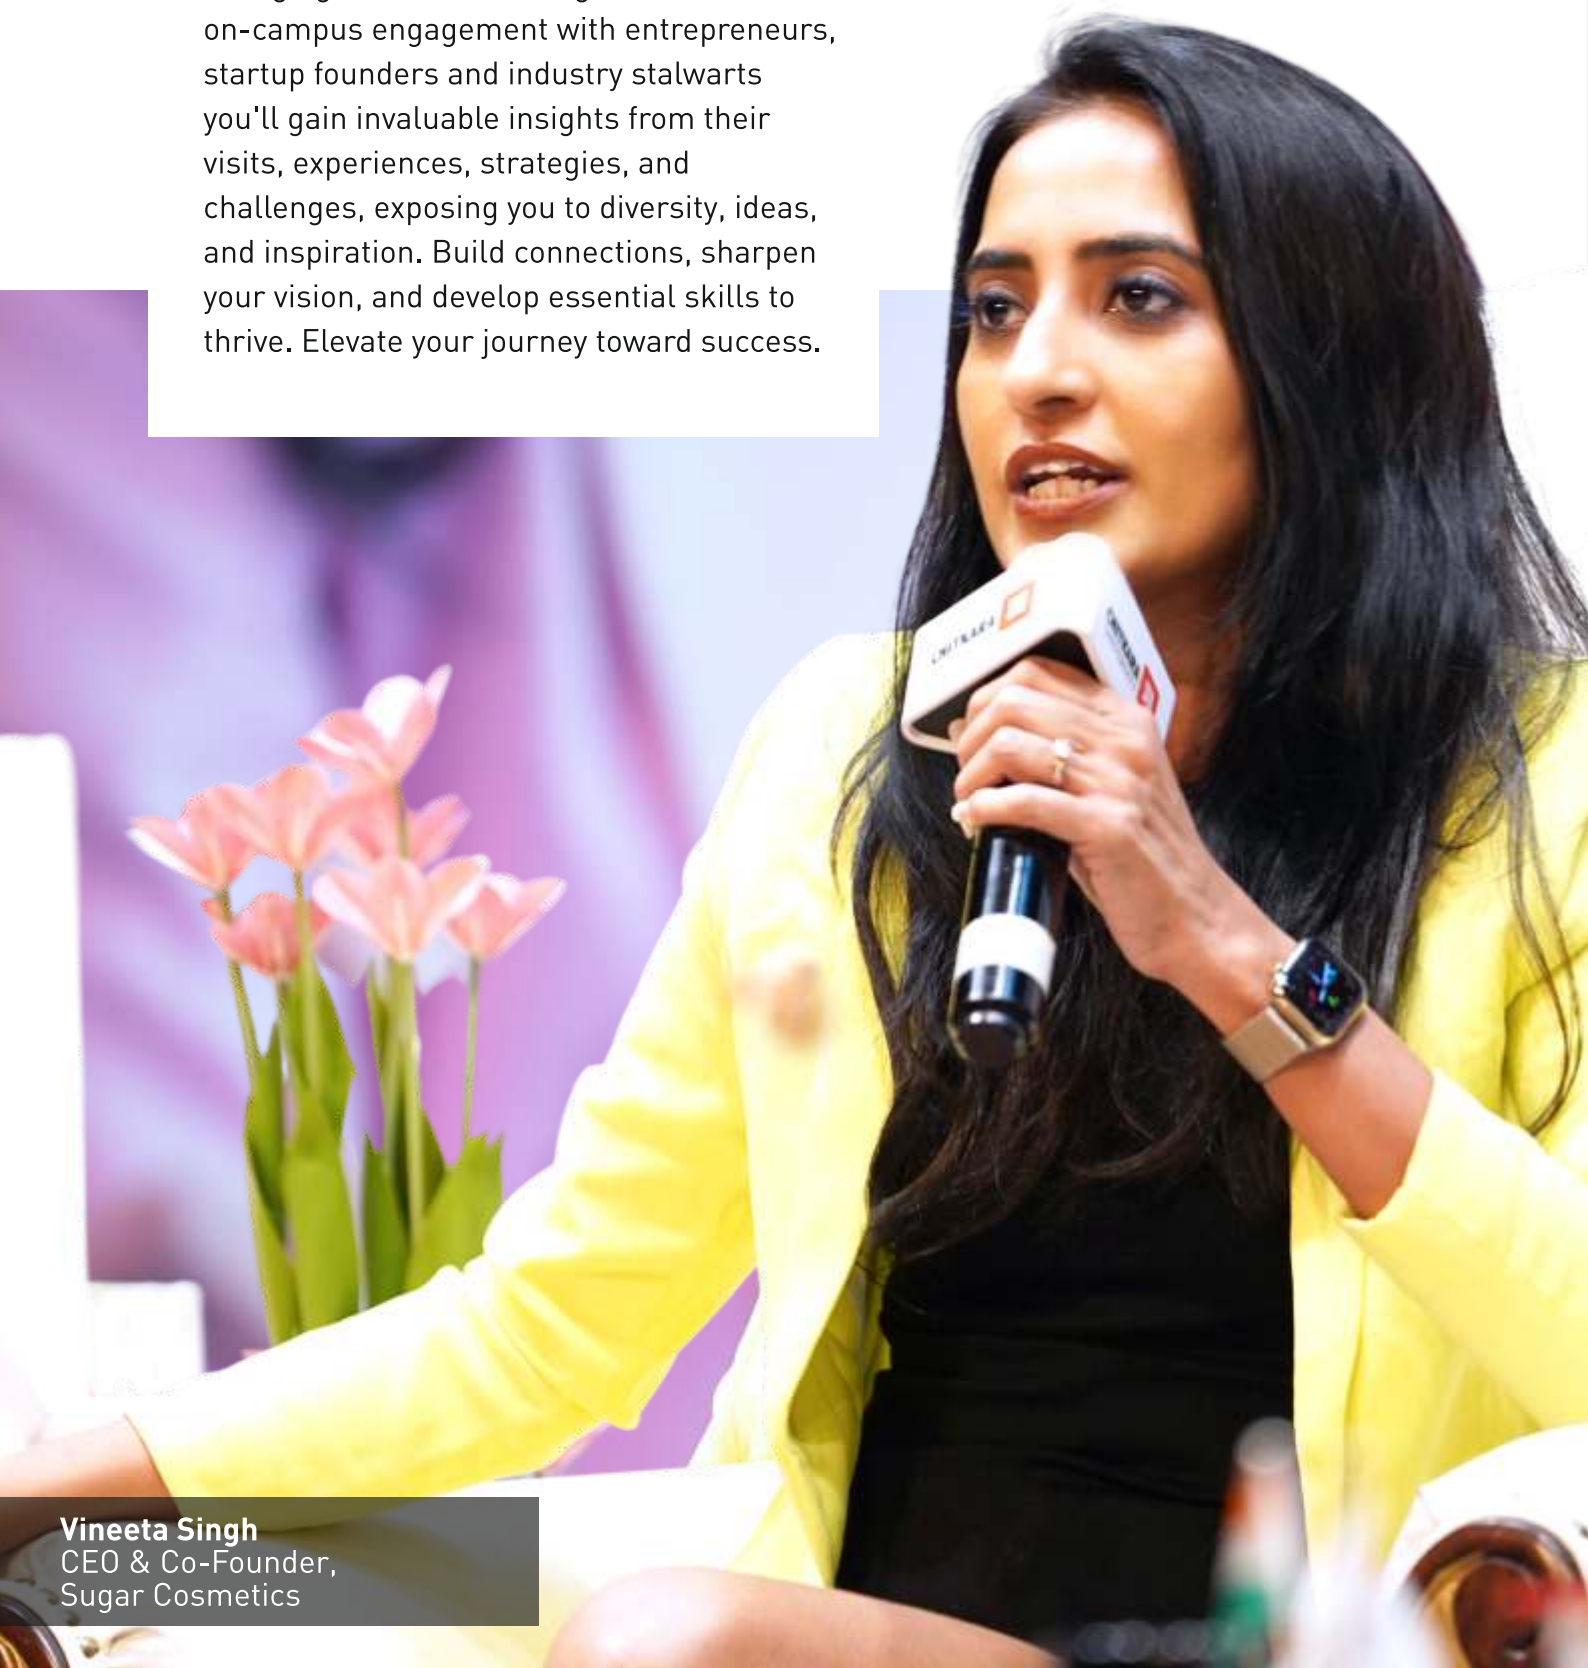 on-campus engagement with entrepreneurs,
startup founders and industry stalwarts
you'll gain invaluable insights from their
visits, experiences, strategies, and
challenges, exposing you to diversity, ideas,
and inspiration. Build connections, sharpen
your vision, and develop essential skills to
thrive. Elevate your journey toward success.
CHITKARA
CHITKARA
Vineeta Singh
CEO & Co-Founder,
Sugar Cosmetics